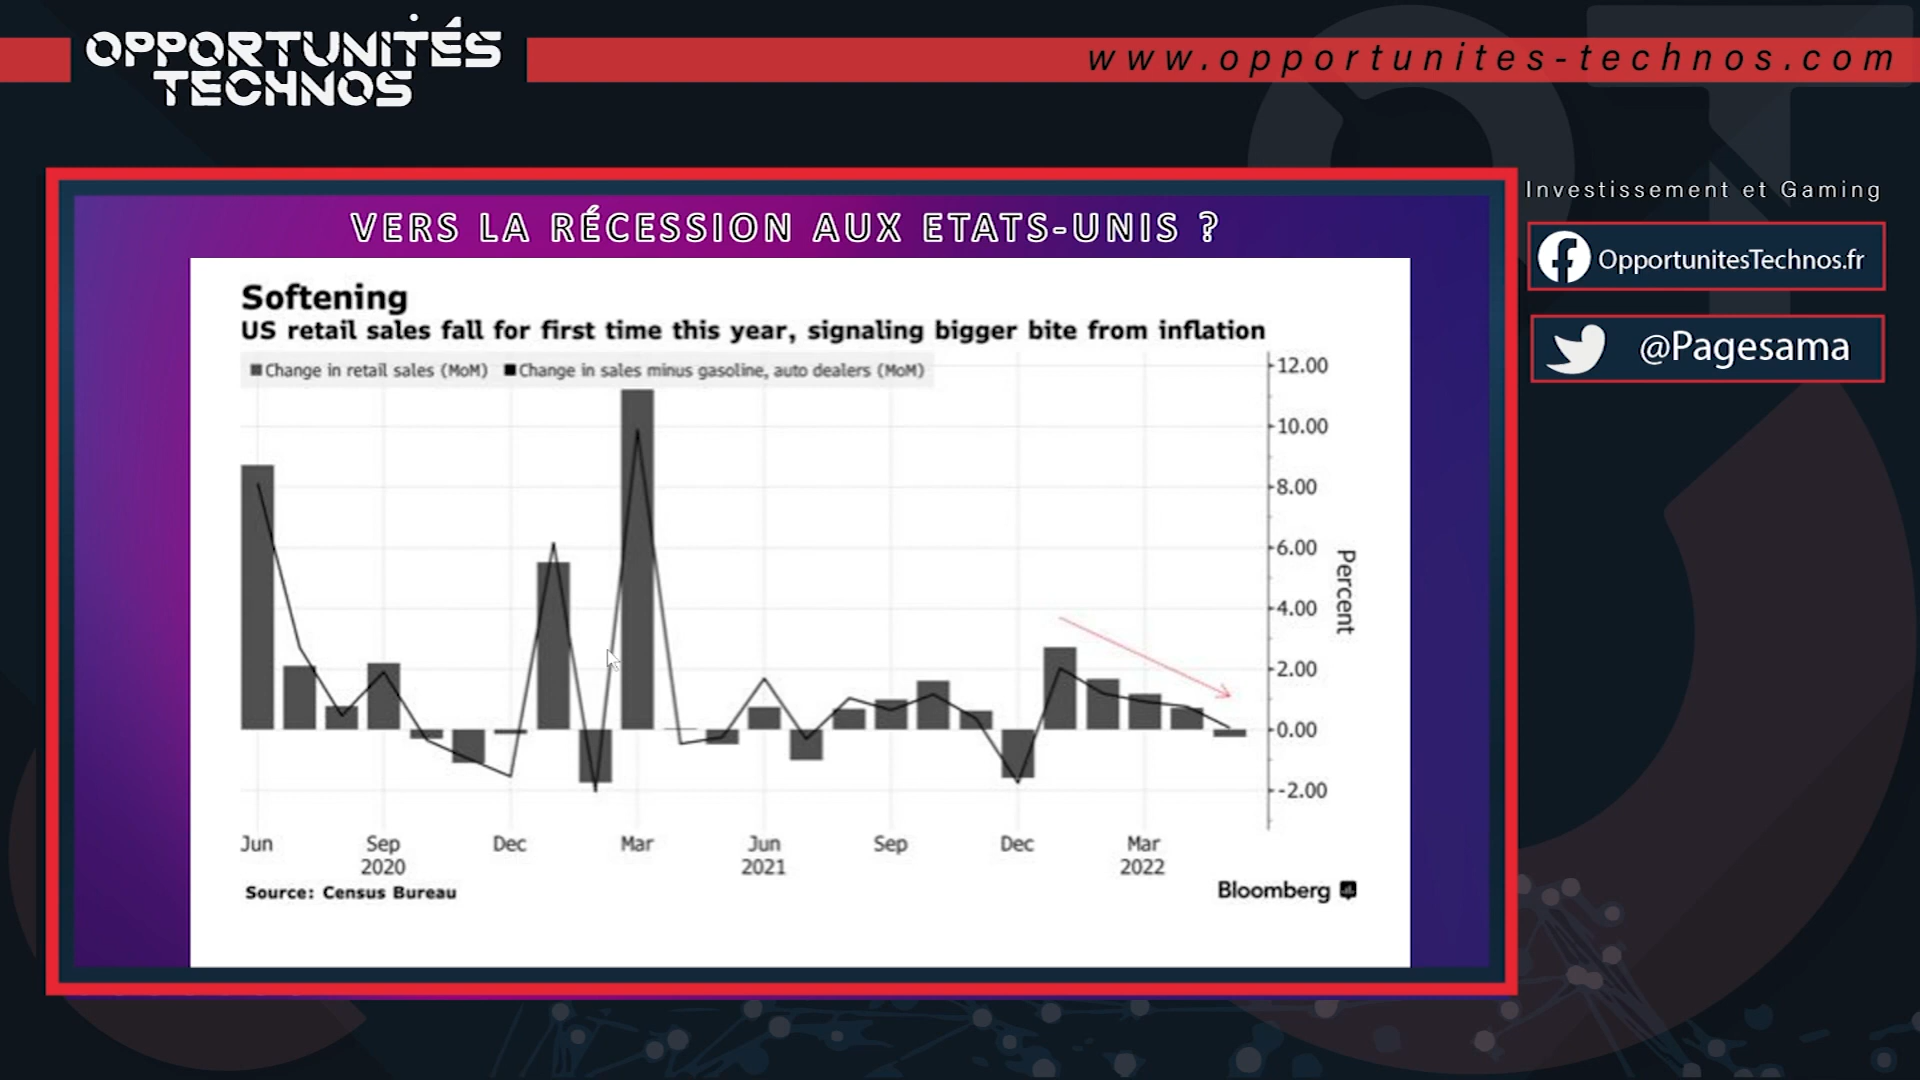 OPPORTUNITÉS
TECHNOS
www.opportunites-technos.com
Investissement et Gaming
OpportunitesTechnos.fr
@Pagesama
VERS LA RÉCESSION AUX ETATS-UNIS ?
Softening
US retail sales fall for first time this year, signaling bigger bite from inflation
Change in retail sales (MoM) Change in sales minus gasoline, auto dealers (MoM)
12.00
10.00
8.00
6.00
4.00
2.00
0.00
-2.00
Percent
Jun Sep Dec Mar Jun Sep Dec Mar
2020 2021 2022
Source: Census Bureau
Bloomberg